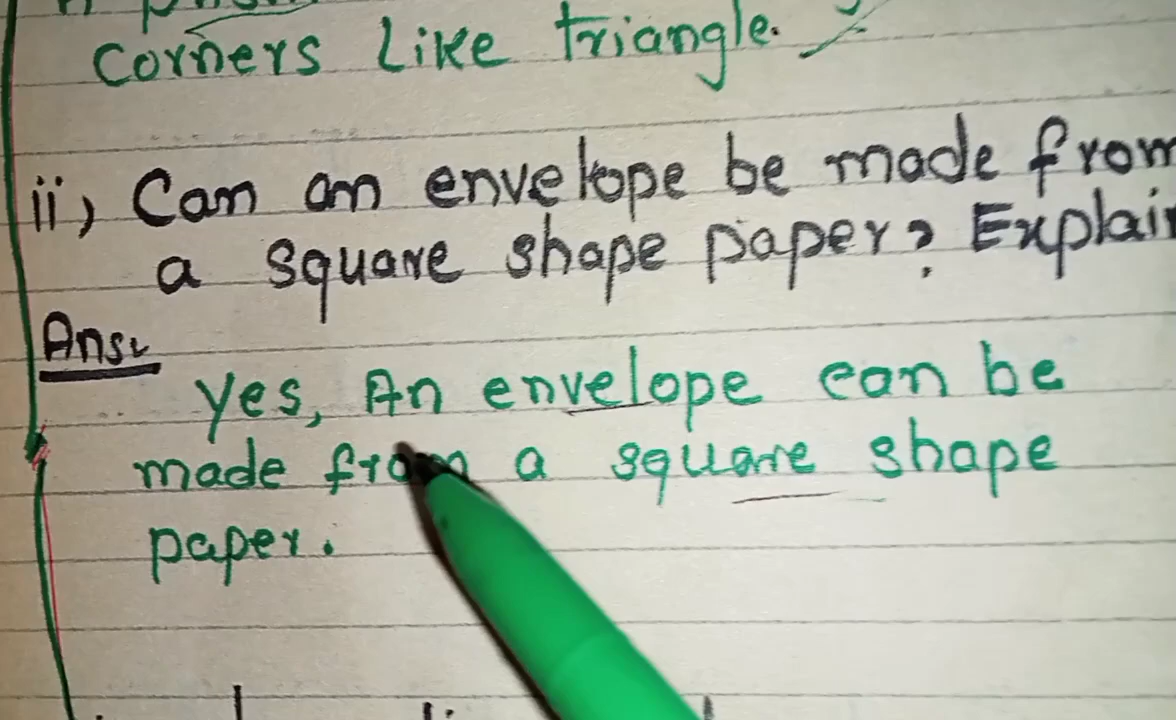 corners Like triangle.
ii, Can an envelope be made from
a square shape paper? Explain
Ans:
Yes, An envelope can be
made from a square shape
paper.